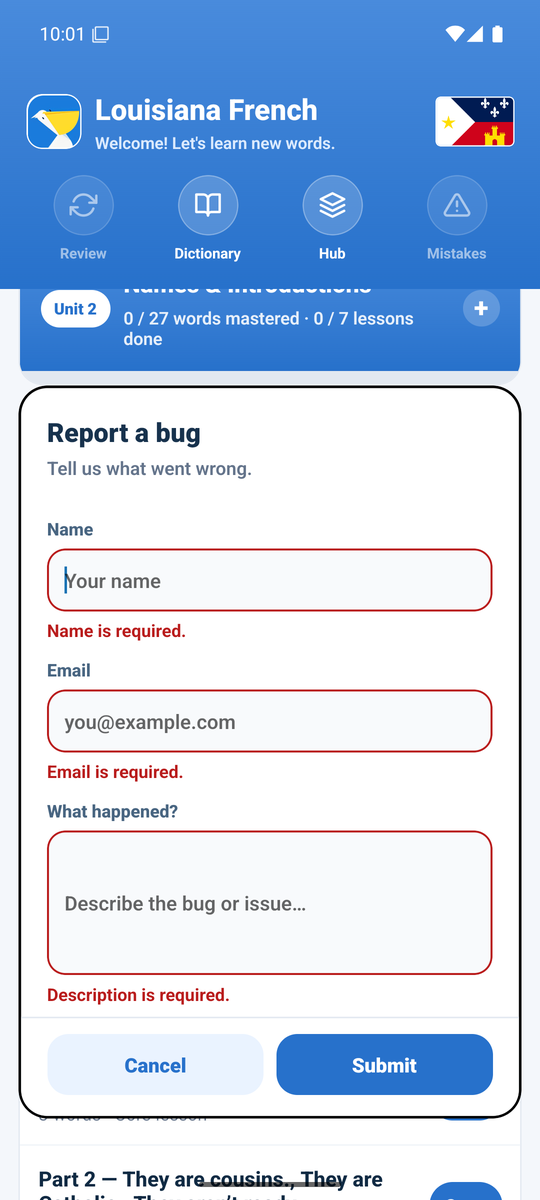 10:01
Louisiana French
Welcome! Let's learn new words.
Review
Dictionary
Hub
Mistakes
Names & Introductions
Unit 2
0 / 27 words mastered · 0 / 7 lessons
done
Report a bug
Tell us what went wrong.
Name
Your name
Name is required.
Email
you@example.com
Email is required.
What happened?
Describe the bug or issue…
Description is required.
Cancel
Submit
Part 2 — They are cousins., They are